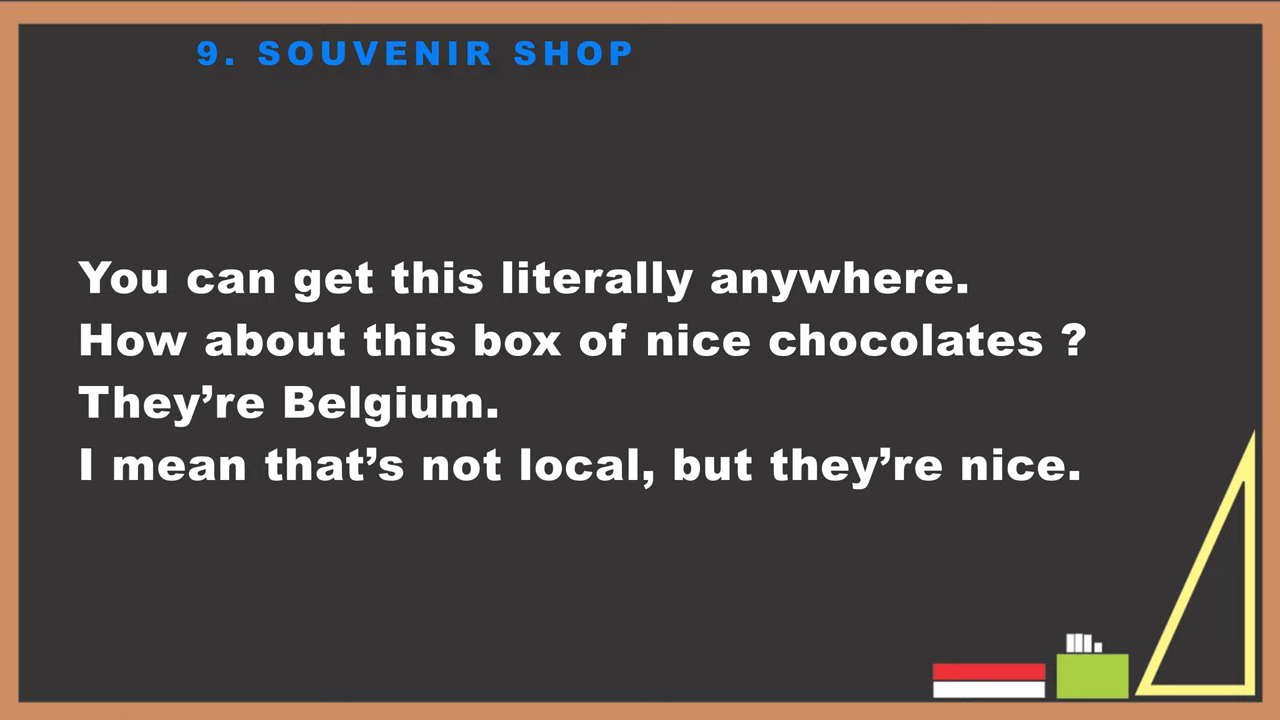 9. SOUVENIR SHOP
You can get this literally anywhere.
How about this box of nice chocolates ?
They’re Belgium.
I mean that’s not local, but they’re nice.